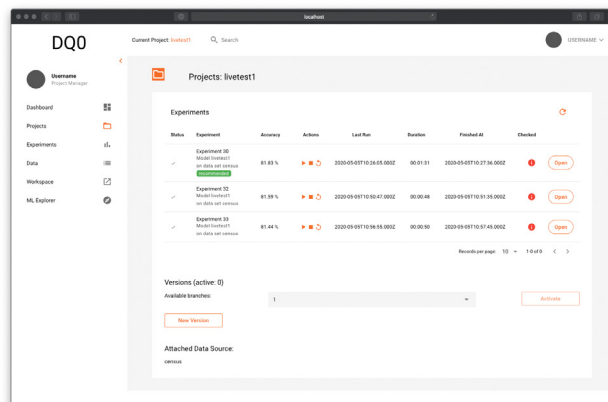 localhost
DQ0
Current Project: livetest1
Search
USERNAME
Username
Project Manager
Dashboard
Projects
Experiments
Data
Workspace
ML Explorer
Projects: livetest1
Experiments
Status Experiment Accuracy Actions Last Run Duration Finished At Checked
Experiment 30
Model livetest1
on data set census
recommended
81.83 % 2020-05-05T10:26:05.000Z 00:01:31 2020-05-05T10:27:36.000Z Open
Experiment 32
Model livetest1
on data set census
81.59 % 2020-05-05T10:50:47.000Z 00:00:48 2020-05-05T10:51:35.000Z Open
Experiment 33
Model livetest1
on data set census
81.44 % 2020-05-05T10:56:55.000Z 00:00:50 2020-05-05T10:57:45.000Z Open
Records per page: 10 1-0 of 0
Versions (active: 0)
Available branches:
1
Activate
New Version
Attached Data Source:
census